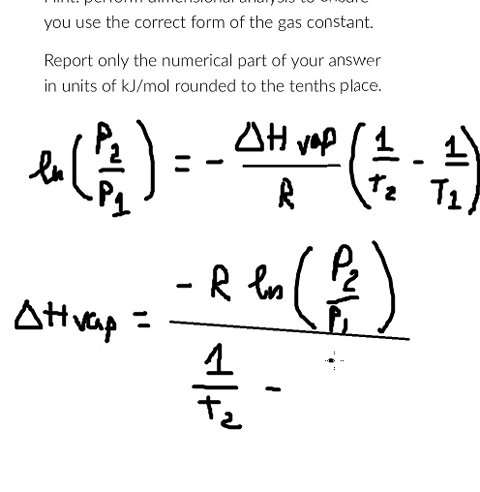 you use the correct form of the gas constant.
Report only the numerical part of your answer
in units of kJ/mol rounded to the tenths place.
ln(P₂/P₁) = - ΔH vap/R (1/T₂ - 1/T₁)
ΔHvap = - R ln(P₂/P₁) / 1/T₂ -